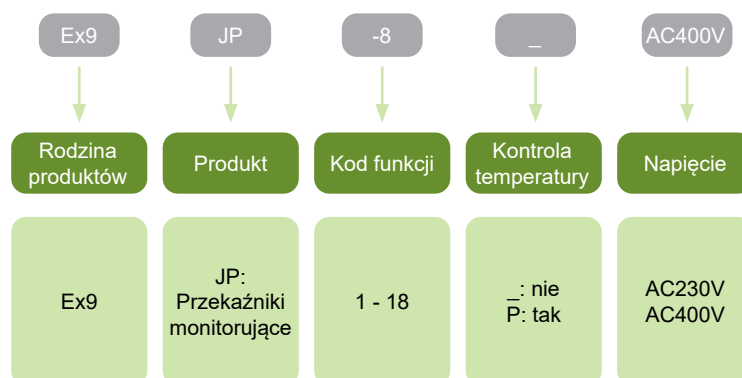 Ex9
JP
-8
_
AC400V
Rodzina
produktów
Produkt
Kod funkcji
Kontrola
temperatury
Napięcie
Ex9
JP:
Przekaźniki
monitorujące
1 - 18
_: nie
P: tak
AC230V
AC400V